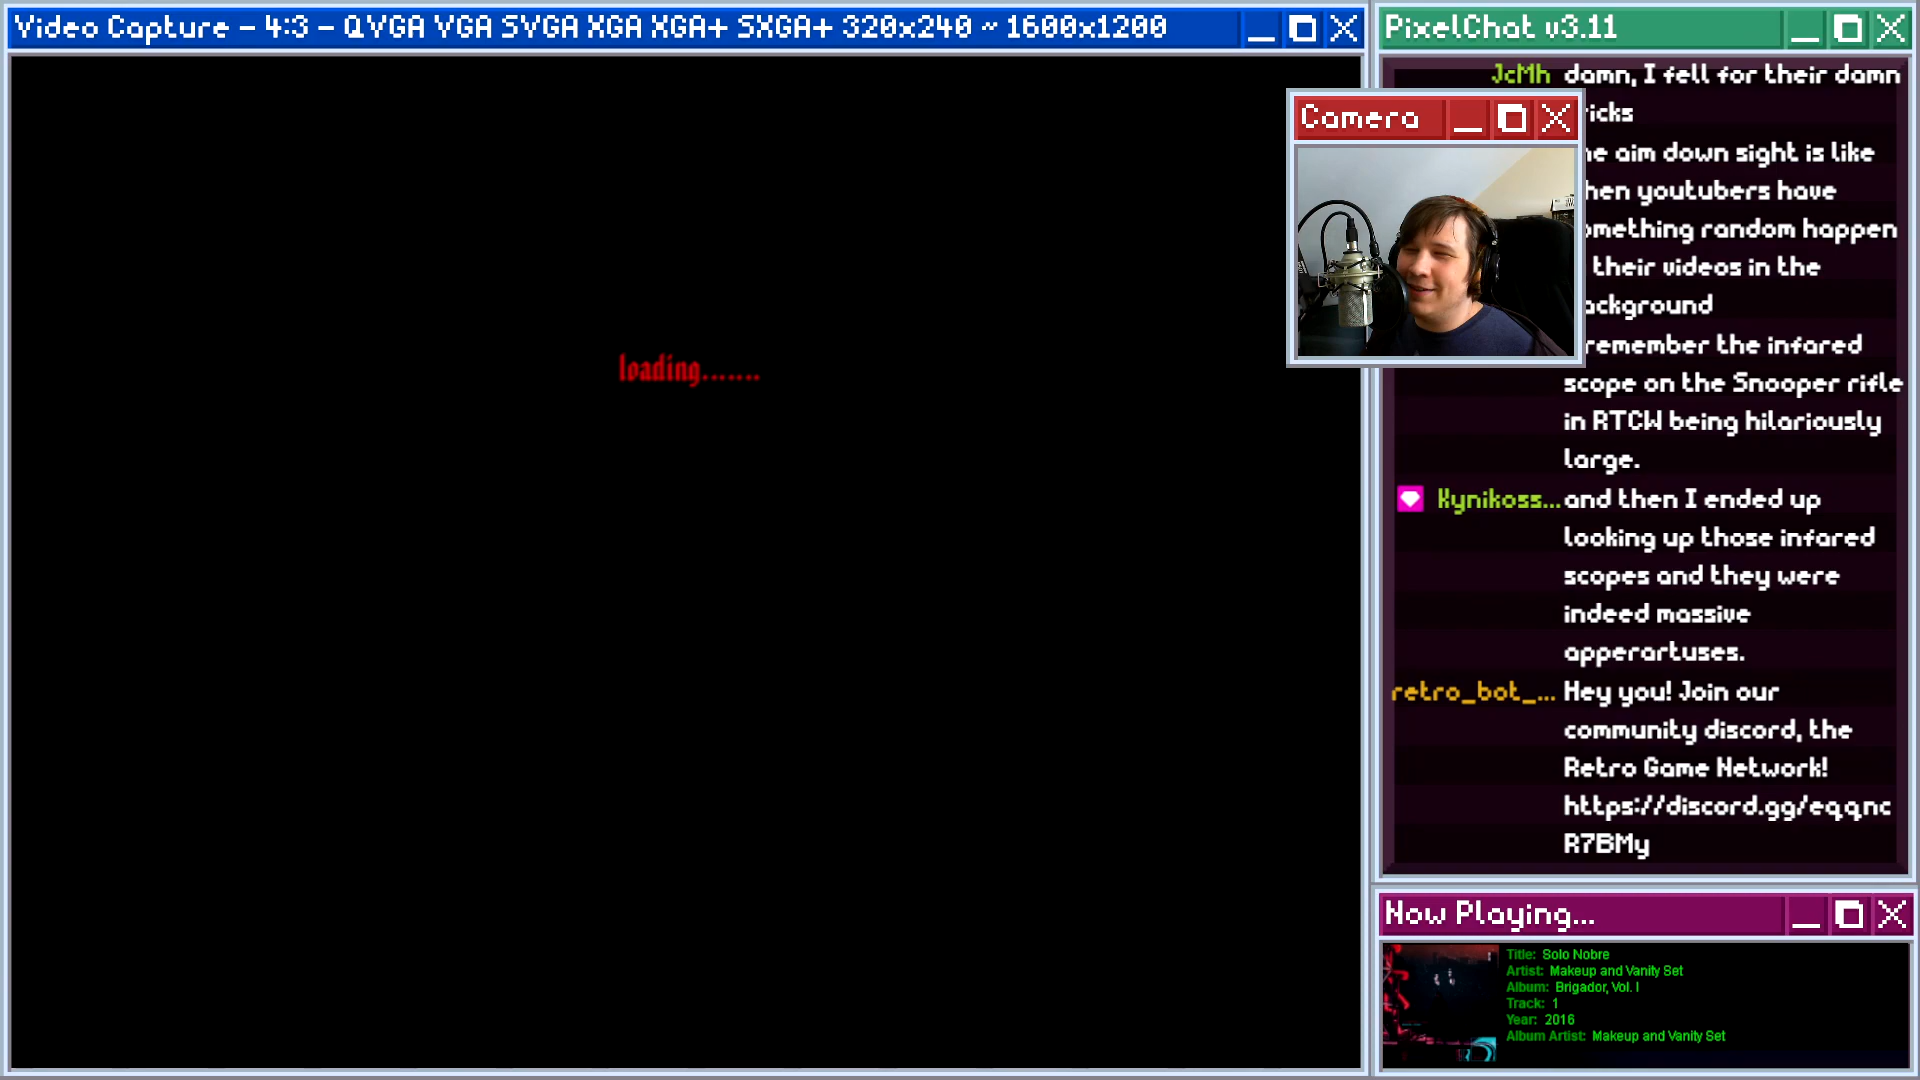 Video Capture - 4:3 - QVGA VGA SVGA XGA XGA+ SXGA+ 320x240 ~ 1600x1200
loading.......
PixelChat v3.11
JcMh damn, I fell for their damn
icks
aim down sight is like
youtubers have
random happen
their videos in the
remember the infared
scope on the Snooper rifle
in RTCW being hilariously
large.
Kynikoss... and then I ended up
looking up those infared
scopes and they were
indeed massive
apperartuses.
retro_bot_... Hey you! Join our
community discord, the
Retro Game Network!
https://discord.gg/eqqnc
R7BMy
Camera
Now Playing...
Title: Solo Nobre
Artist: Makeup and Vanity Set
Album: Brigador, Vol. I
Track: 1
Year: 2016
Album Artist: Makeup and Vanity Set